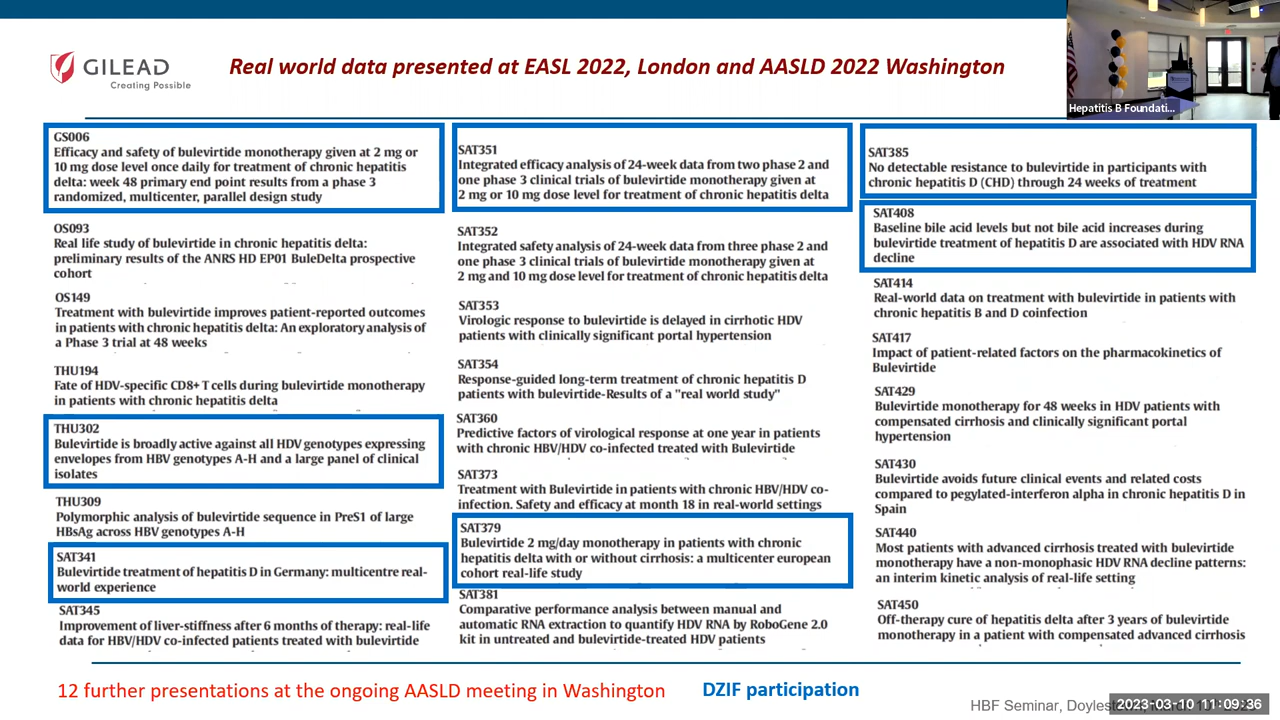 GILEAD
Creating Possible
Real world data presented at EASL 2022, London and AASLD 2022 Washington
Hepatitis B Foundati...
GS006
Efficacy and safety of bulevirtide monotherapy given at 2 mg or
10 mg dose level once daily for treatment of chronic hepatitis
delta: week 48 primary end point results from a phase 3
randomized, multicenter, parallel design study
OS093
Real life study of bulevirtide in chronic hepatitis delta:
preliminary results of the ANRS HD EP01 BuleDelta prospective
cohort
OS149
Treatment with bulevirtide improves patient-reported outcomes
in patients with chronic hepatitis delta: An exploratory analysis of
a Phase 3 trial at 48 weeks
THU194
Fate of HDV-specific CD8+ T cells during bulevirtide monotherapy
in patients with chronic hepatitis delta
THU302
Bulevirtide is broadly active against all HDV genotypes expressing
envelopes from HBV genotypes A-H and a large panel of clinical
isolates
THU309
Polymorphic analysis of bulevirtide sequence in PreS1 of large
HBsAg across HBV genotypes A-H
SAT341
Bulevirtide treatment of hepatitis D in Germany: multicentre real-
world experience
SAT345
Improvement of liver-stiffness after 6 months of therapy: real-life
data for HBV/HDV co-infected patients treated with bulevirtide
SAT351
Integrated efficacy analysis of 24-week data from two phase 2 and
one phase 3 clinical trials of bulevirtide monotherapy given at
2 mg or 10 mg dose level for treatment of chronic hepatitis delta
SAT352
Integrated safety analysis of 24-week data from three phase 2 and
one phase 3 clinical trials of bulevirtide monotherapy given at
2 mg and 10 mg dose level for treatment of chronic hepatitis delta
SAT353
Virologic response to bulevirtide is delayed in cirrhotic HDV
patients with clinically significant portal hypertension
SAT354
Response-guided long-term treatment of chronic hepatitis D
patients with bulevirtide-Results of a "real world study"
SAT360
Predictive factors of virological response at one year in patients
with chronic HBV/HDV co-infected treated with Bulevirtide
SAT373
Treatment with Bulevirtide in patients with chronic HBV/HDV co-
infection. Safety and efficacy at month 18 in real-world settings
SAT379
Bulevirtide 2 mg/day monotherapy in patients with chronic
hepatitis delta with or without cirrhosis: a multicenter european
cohort real-life study
SAT381
Comparative performance analysis between manual and
automatic RNA extraction to quantify HDV RNA by RoboGene 2.0
kit in untreated and bulevirtide-treated HDV patients
SAT385
No detectable resistance to bulevirtide in participants with
chronic hepatitis D (CHD) through 24 weeks of treatment
SAT408
Baseline bile acid levels but not bile acid increases during
bulevirtide treatment of hepatitis D are associated with HDV RNA
decline
SAT414
Real-world data on treatment with bulevirtide in patients with
chronic hepatitis B and D coinfection
SAT417
Impact of patient-related factors on the pharmacokinetics of
Bulevirtide
SAT429
Bulevirtide monotherapy for 48 weeks in HDV patients with
compensated cirrhosis and clinically significant portal
hypertension
SAT430
Bulevirtide avoids future clinical events and related costs
compared to pegylated-interferon alpha in chronic hepatitis D in
Spain
SAT440
Most patients with advanced cirrhosis treated with bulevirtide
monotherapy have a non-monophasic HDV RNA decline patterns:
an interim kinetic analysis of real-life setting
SAT450
Off-therapy cure of hepatitis delta after 3 years of bulevirtide
monotherapy in a patient with compensated advanced cirrhosis
12 further presentations at the ongoing AASLD meeting in Washington
DZIF participation
HBF Seminar,
2023-03-10 11:09:36